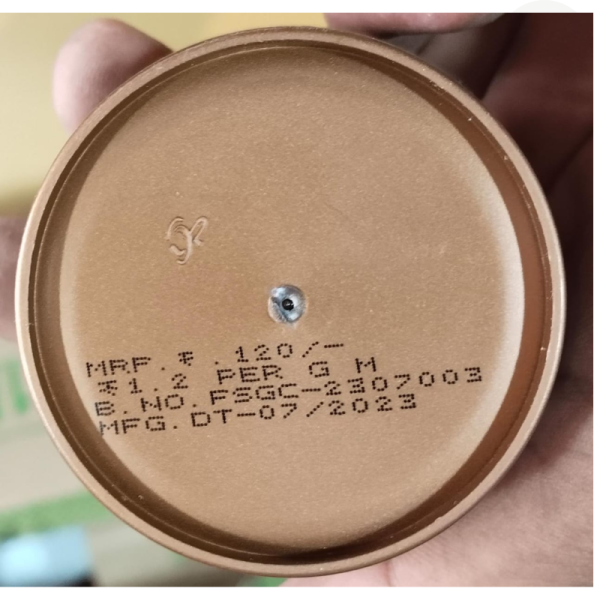 MRP. ₹ .120/-
₹1.2 PER G M
B. NO. FSGC-2307003
MFG. DT-07/2023